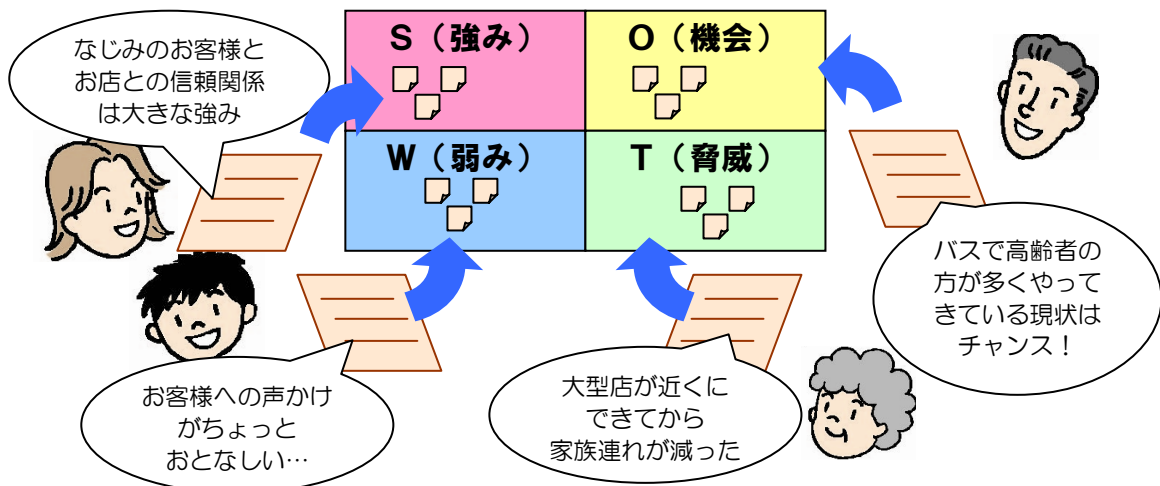 なじみのお客様と
お店との信頼関係
は大きな強み
S（強み）
O（機会）
W（弱み）
T（脅威）
バスで高齢者の
方が多くやって
きている現状は
チャンス！
お客様への声かけ
がちょっと
おとなしい…
大型店が近くに
できてから
家族連れが減った